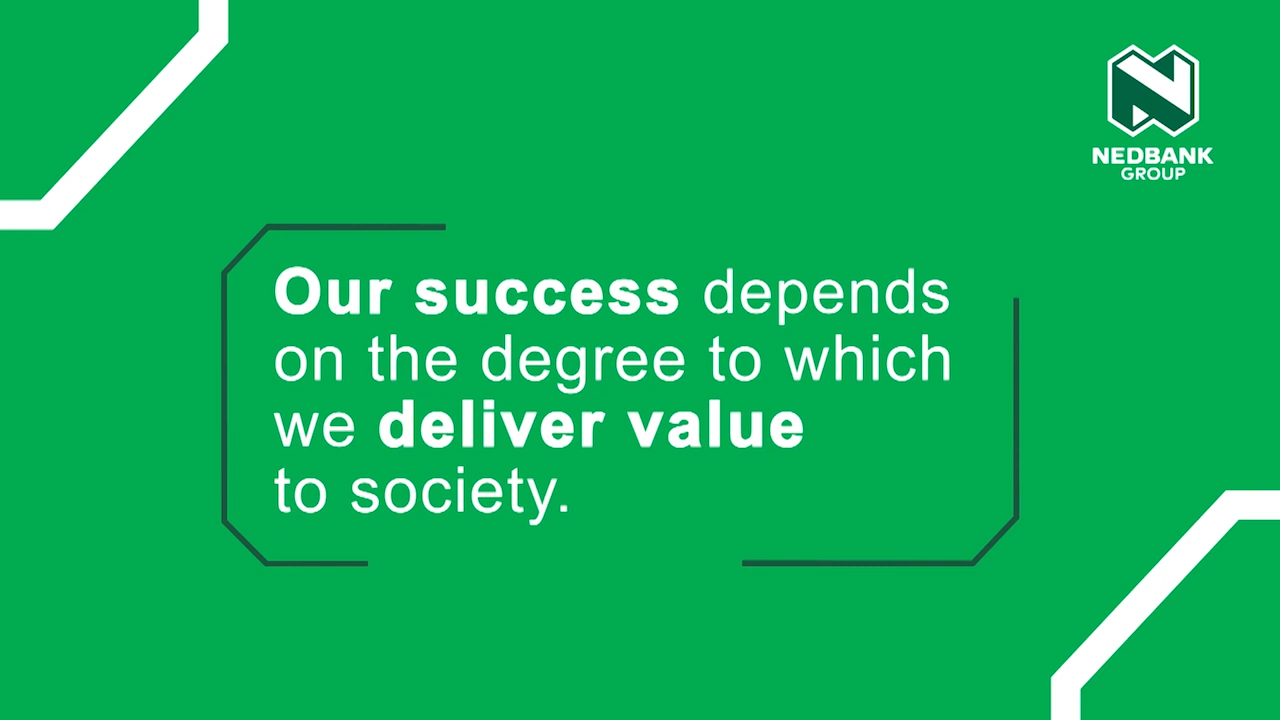 NEDBANK
GROUP
Our success depends
on the degree to which
we deliver value
to society.